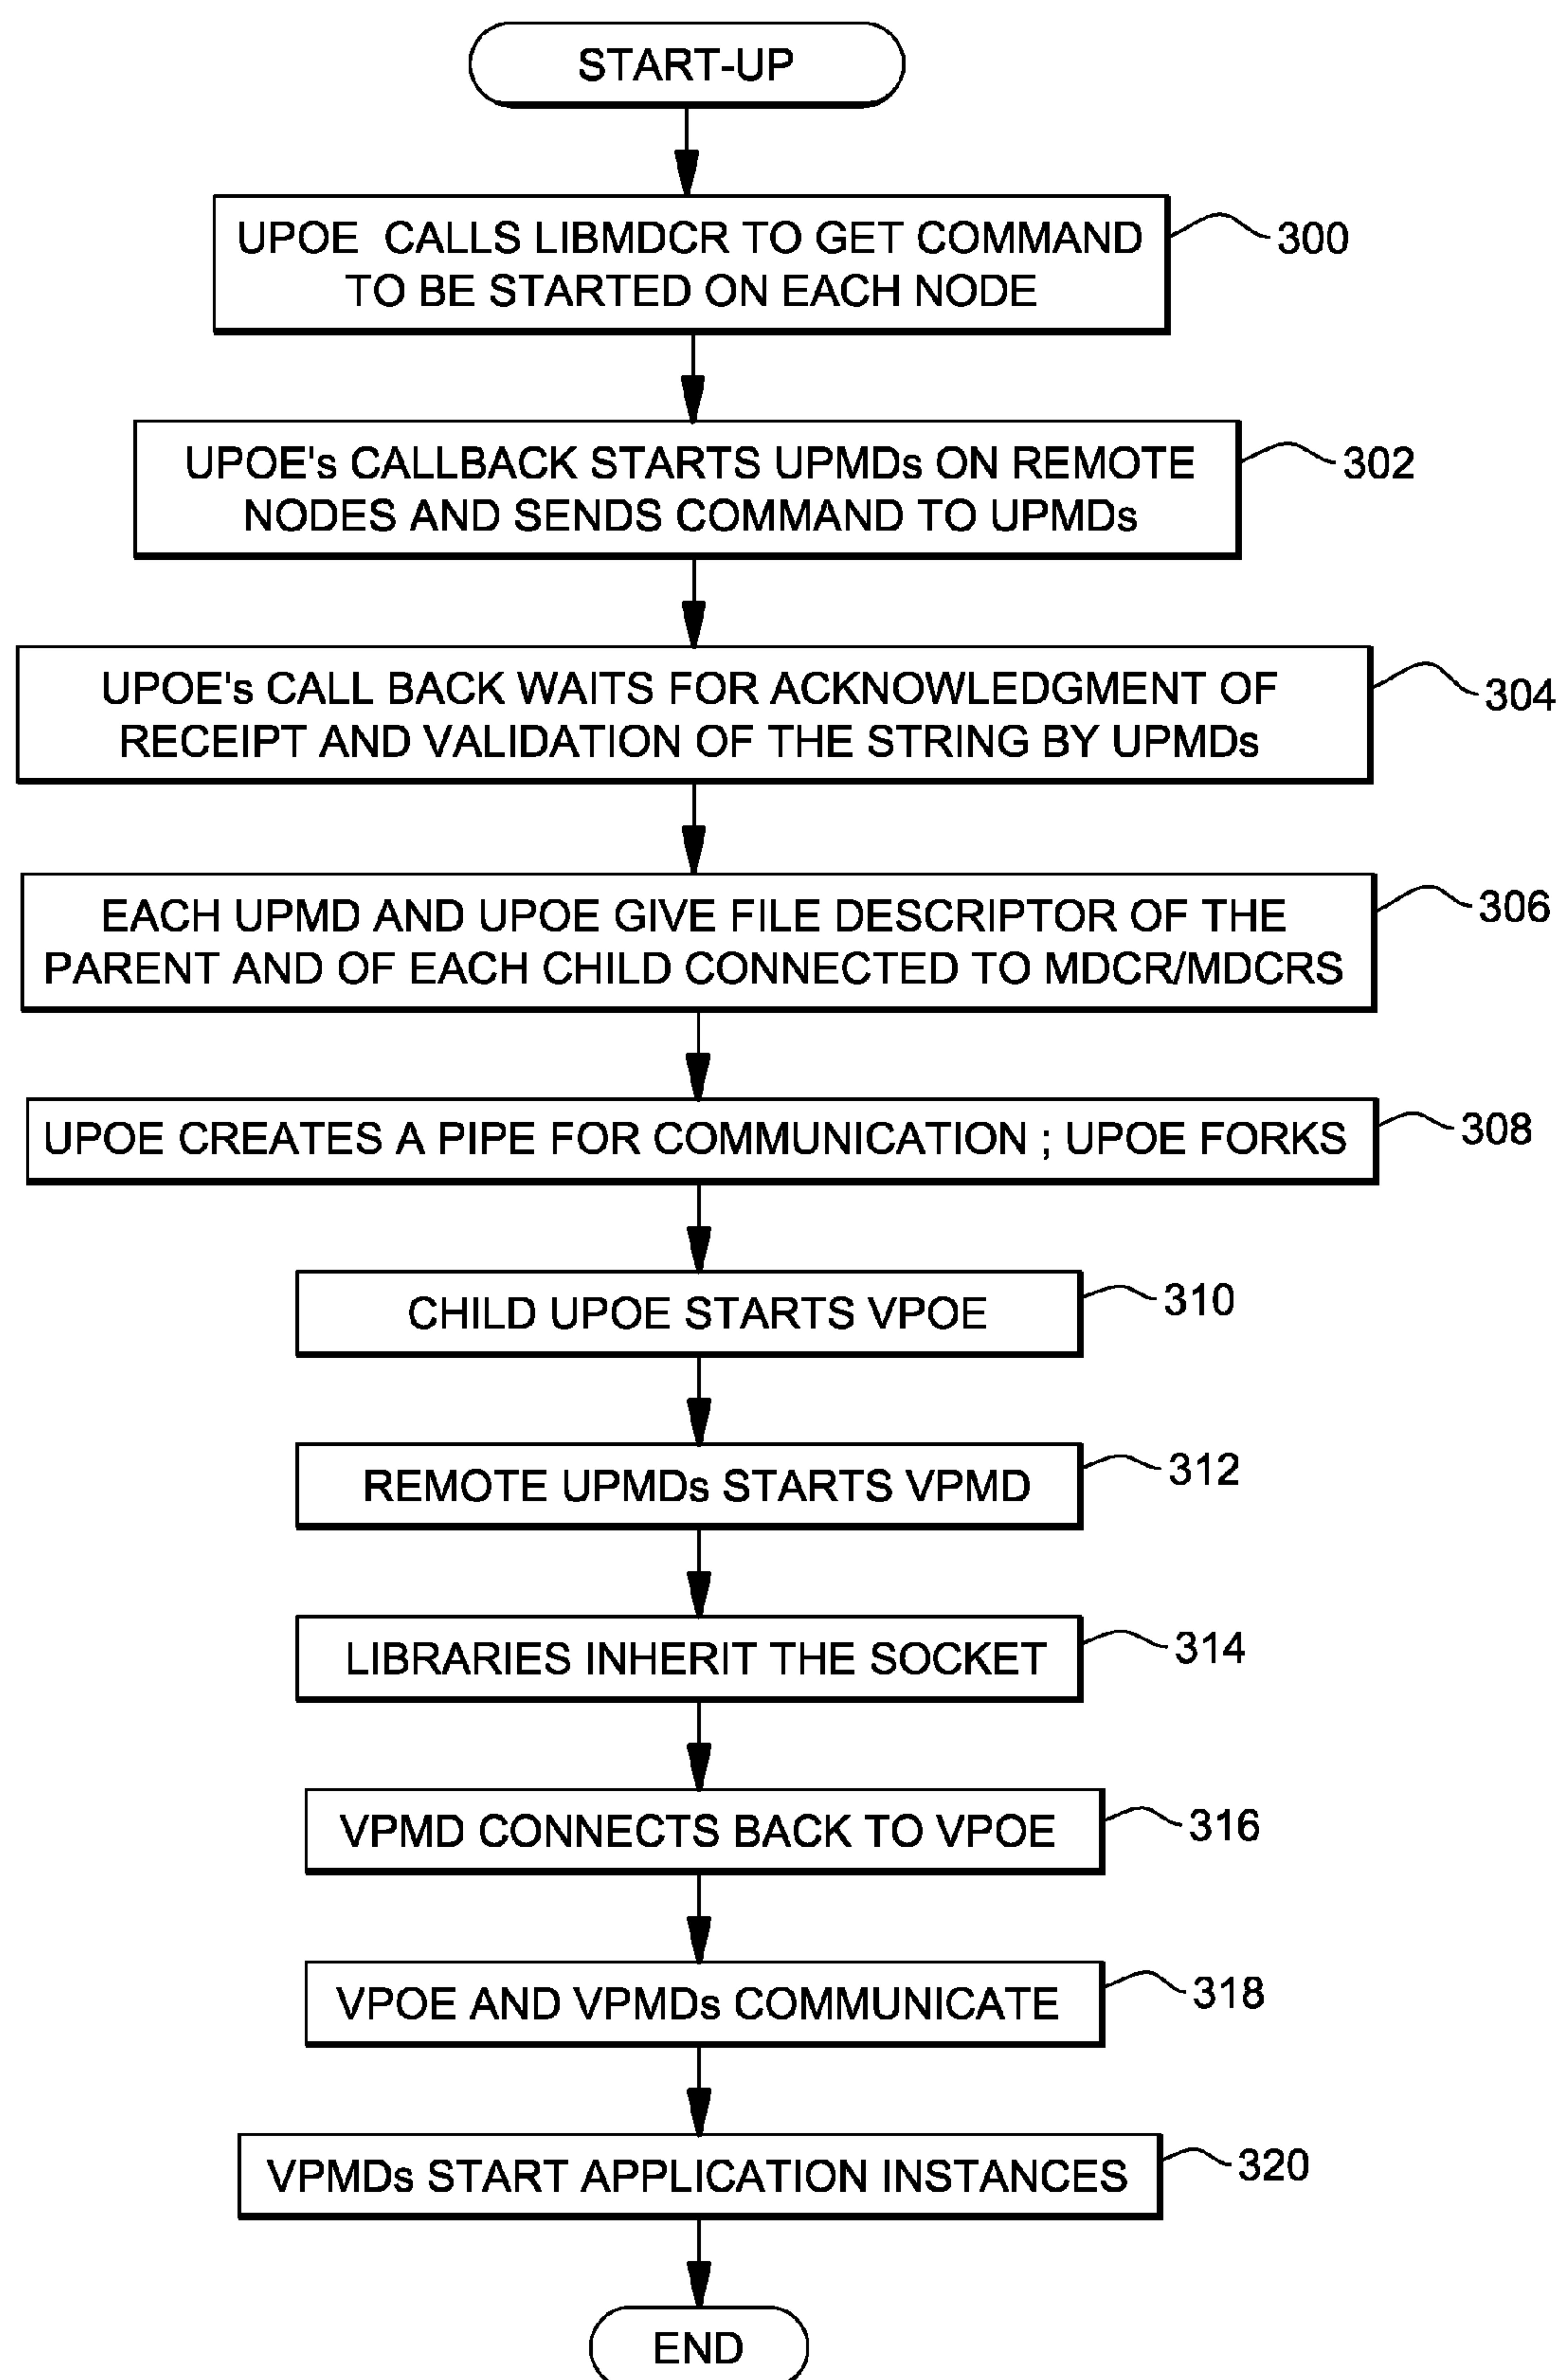 START-UP
UPOE CALLS LIBMDCR TO GET COMMAND
TO BE STARTED ON EACH NODE
300
UPOE's CALLBACK STARTS UPMDs ON REMOTE
NODES AND SENDS COMMAND TO UPMDs
302
UPOE's CALL BACK WAITS FOR ACKNOWLEDGMENT OF
RECEIPT AND VALIDATION OF THE STRING BY UPMDs
304
EACH UPMD AND UPOE GIVE FILE DESCRIPTOR OF THE
PARENT AND OF EACH CHILD CONNECTED TO MDCR/MDCRS
306
UPOE CREATES A PIPE FOR COMMUNICATION ; UPOE FORKS
308
CHILD UPOE STARTS VPOE
310
REMOTE UPMDs STARTS VPMD
312
LIBRARIES INHERIT THE SOCKET
314
VPMD CONNECTS BACK TO VPOE
316
VPOE AND VPMDs COMMUNICATE
318
VPMDs START APPLICATION INSTANCES
320
END